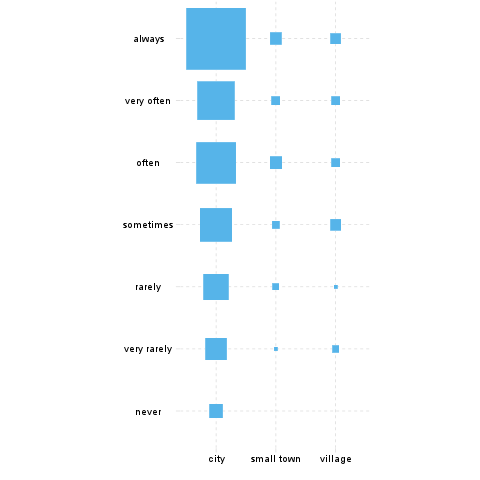 always
very often
often
sometimes
rarely
very rarely
never
city small town village